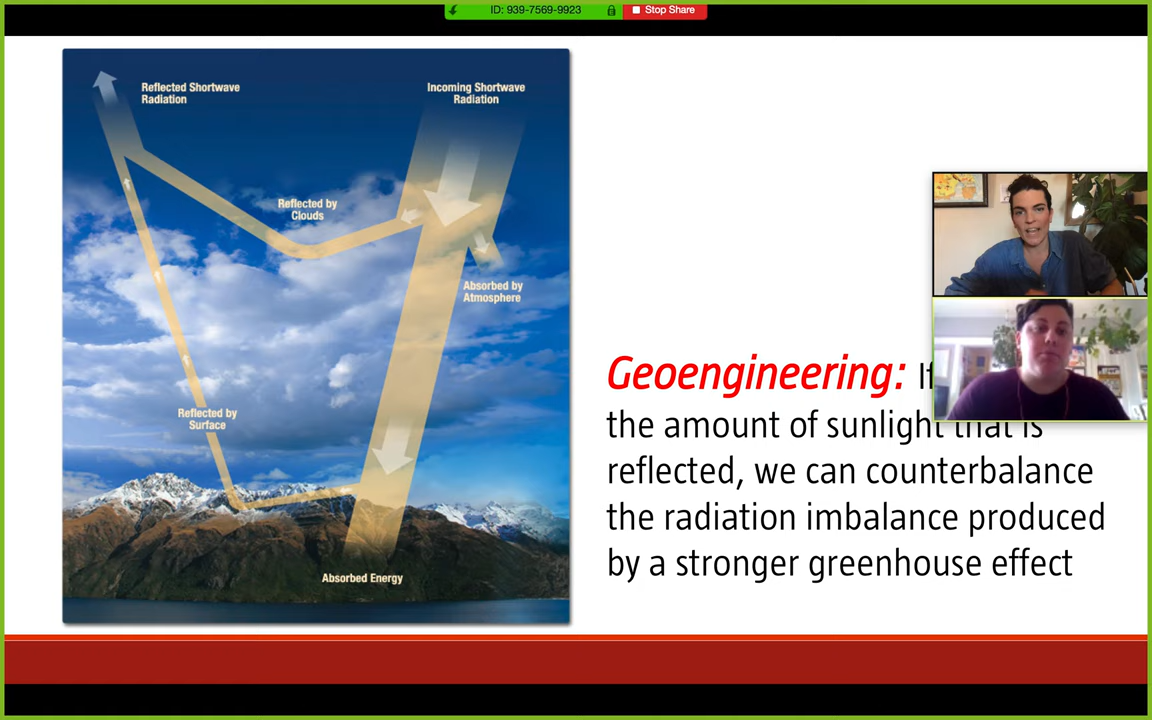 ID: 939-7569-9923
Stop Share
Reflected Shortwave
Radiation
Incoming Shortwave
Radiation
Reflected by
Clouds
Absorbed by
Atmosphere
Reflected by
Surface
Absorbed Energy
Geoengineering: If
the amount of sunlight that is
reflected, we can counterbalance
the radiation imbalance produced
by a stronger greenhouse effect